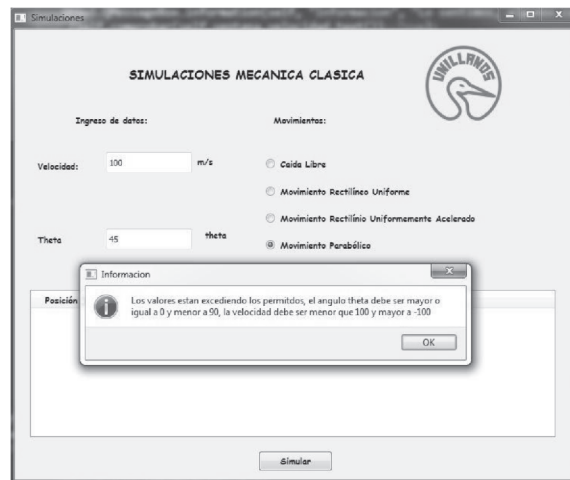 Simulaciones
SIMULACIONES MECANICA CLASICA
UNILLANOS
Ingreso de datos:
Movimientos:
Velocidad:
100
m/s
Caida Libre
Movimiento Rectilíneo Uniforme
Movimiento Rectilínio Uniformemente Acelerado
Theta
45
theta
Movimiento Parabólico
Informacion
Posición
Los valores estan excediendo los permitdos, el angulo theta debe ser mayor o
igual a 0 y menor a 90, la velocidad debe ser menor que 100 y mayor a -100
OK
Simular